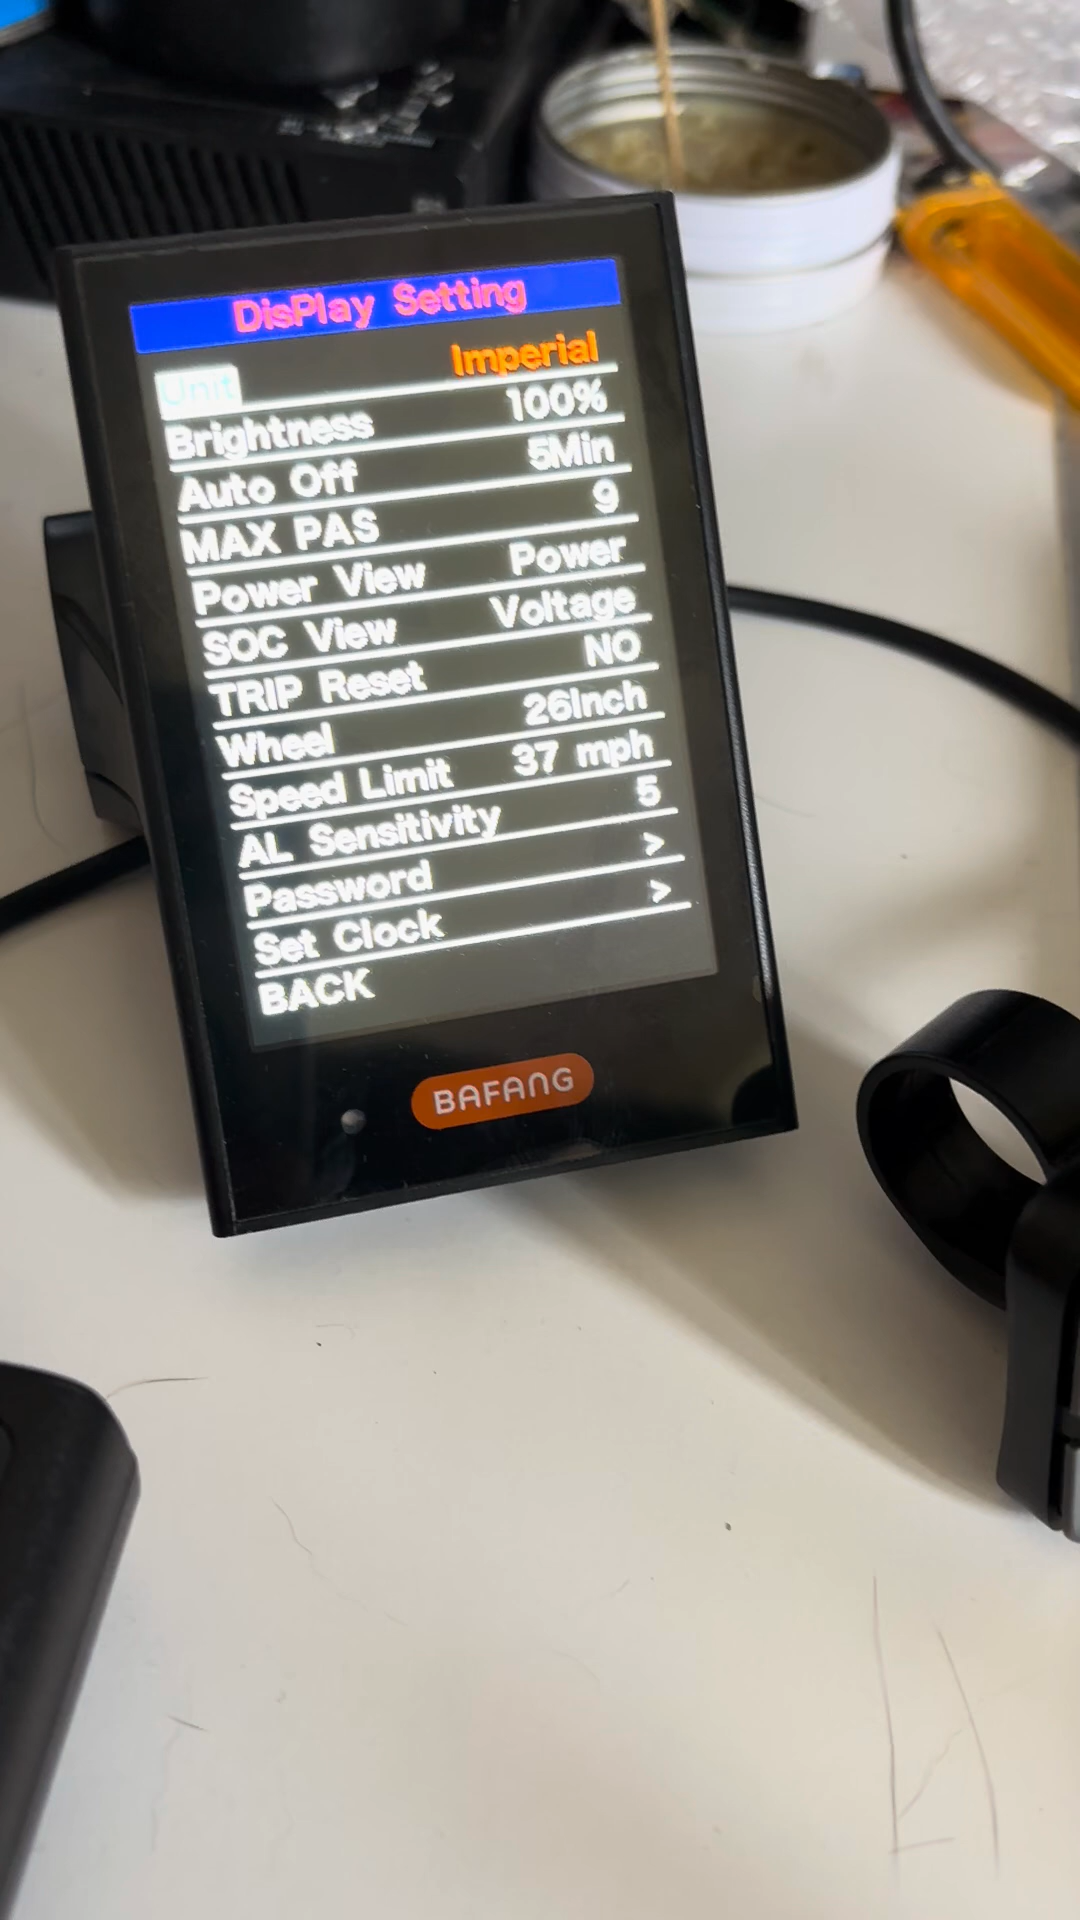 DisPlay Setting
Unit Imperial
Brightness 100%
Auto Off 5Min
MAX PAS 9
Power View Power
SOC View Voltage
TRIP Reset NO
Wheel 26Inch
Speed Limit 37 mph
AL Sensitivity 5
Password >
Set Clock >
BACK
BAFANG